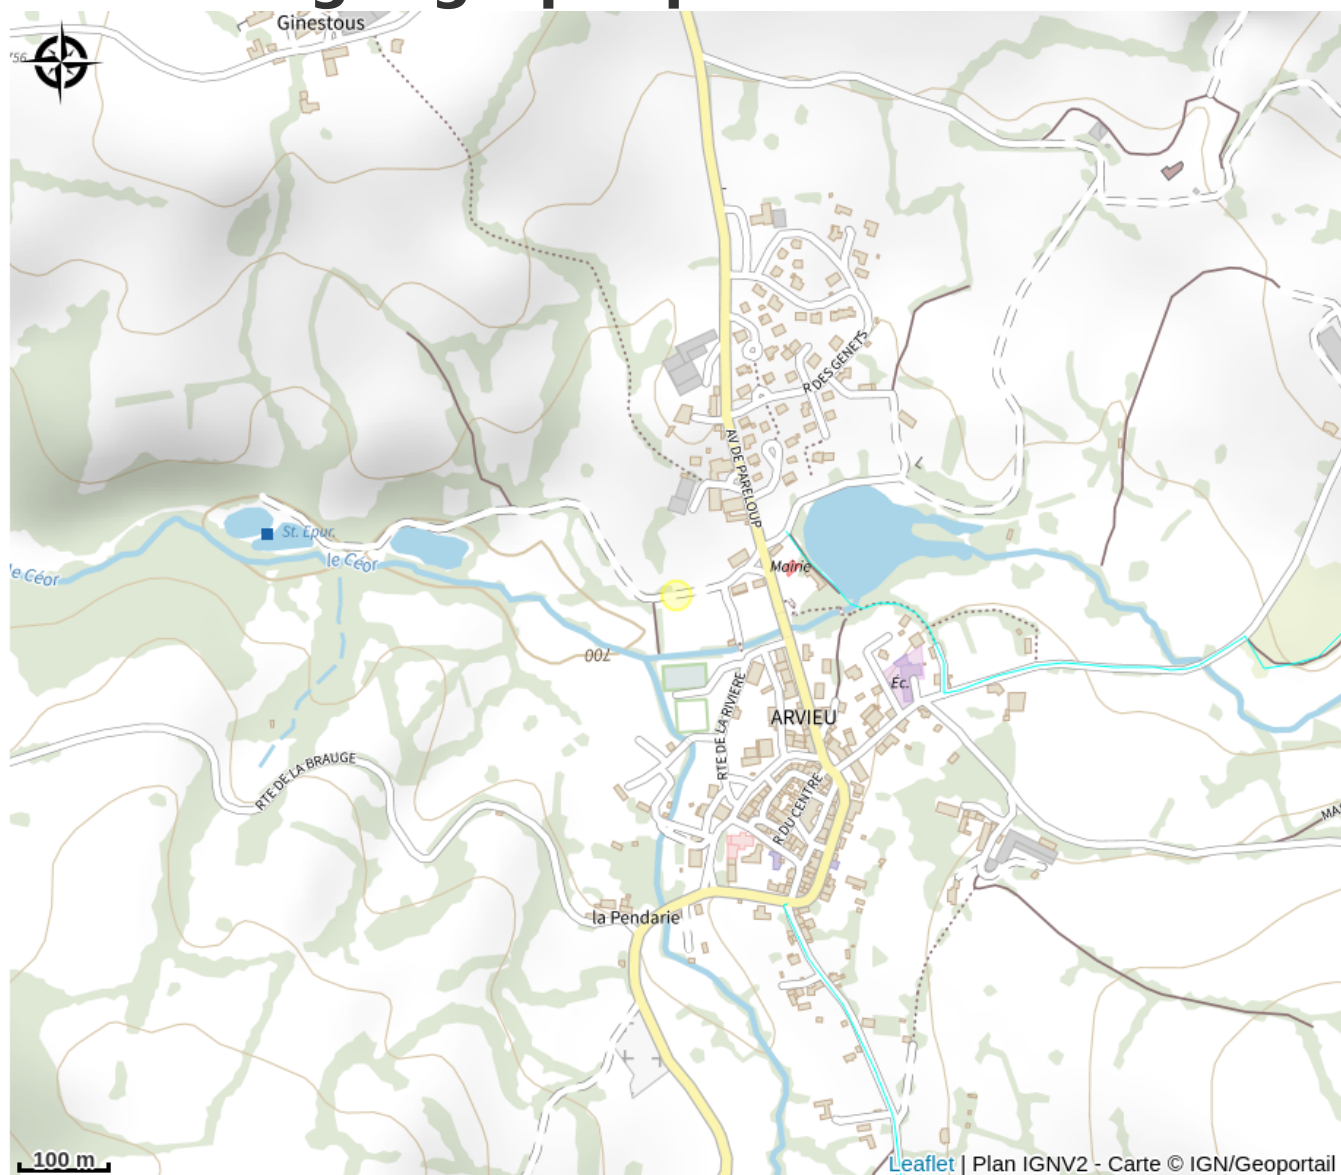 Ginestous
756
R DES GENETS
AV DE PARELOUP
St. Epur.
le Céor
le Céor
Mairie
700
Éc.
ARVIEU
RTE DE LA RIVIERE
RTE DE LA BRAUGE
R DU CENTRE
la Pendarie
100 m
Leaflet | Plan IGNV2 - Carte © IGN/Geoportail